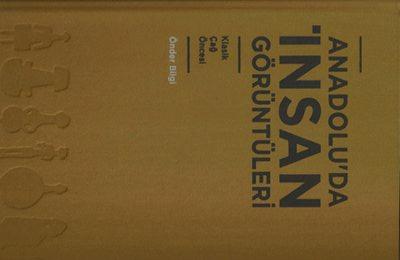 ANADOLU'DA
İNSAN
GÖRÜNTÜLERİ
Klasik
Çağ
Öncesi
Önder Bilgi